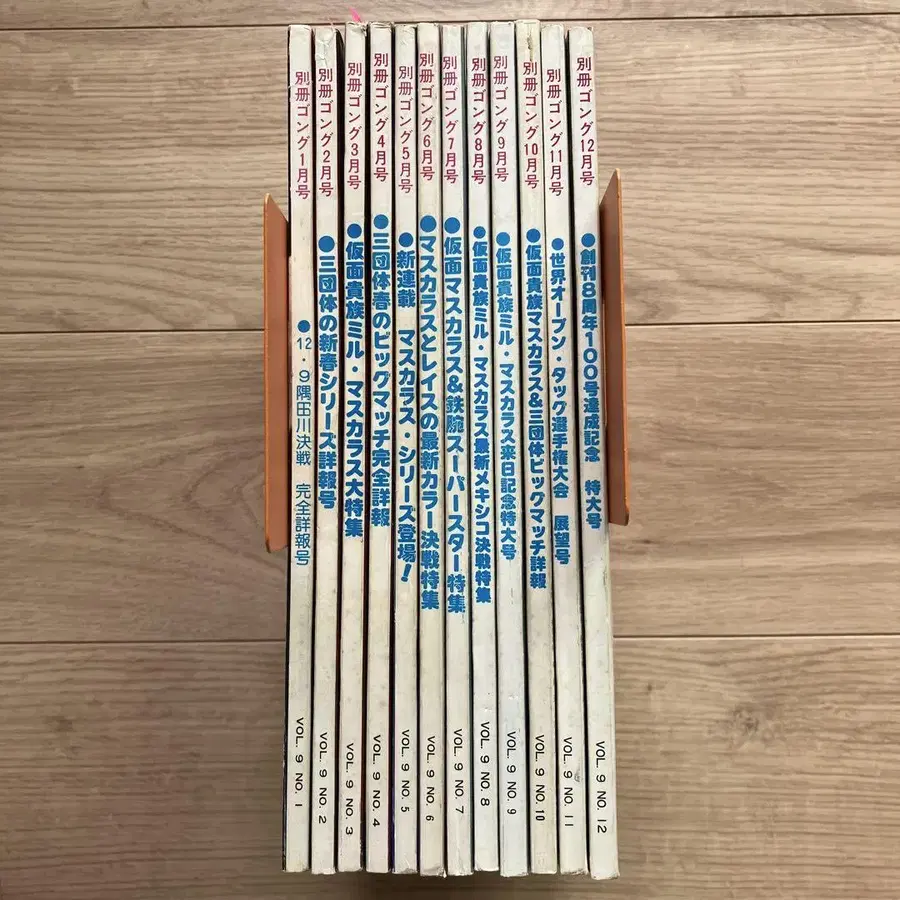 別冊ゴング1月号
●12・9隅田川決戦 完全詳報号
VOL. 9 NO. 1
別冊ゴング2月号
●三団体の新春シリーズ詳報号
VOL. 9 NO. 2
別冊ゴング3月号
●仮面貴族ミル・マスカラス大特集
VOL. 9 NO. 3
別冊ゴング4月号
●三団体春のビッグマッチ完全詳報
VOL. 9 NO. 4
別冊ゴング5月号
●新連載 マスカラス・シリーズ登場!
VOL. 9 NO. 5
別冊ゴング6月号
●マスカラスとレイスの最新カラー決戦特集
VOL. 9 NO. 6
別冊ゴング7月号
●仮面マスカラス&鉄腕スーパースター特集
VOL. 9 NO. 7
別冊ゴング8月号
●仮面貴族ミル・マスカラス最新メキシコ決戦特集
VOL. 9 NO. 8
別冊ゴング9月号
●仮面貴族ミル・マスカラス来日記念特大号
VOL. 9 NO. 9
別冊ゴング10月号
●仮面貴族マスカラス&三団体ビッグマッチ詳報
VOL. 9 NO. 10
別冊ゴング11月号
●世界オープン・タッグ選手権大会 展望号
VOL. 9 NO. 11
別冊ゴング12月号
●創刊8周年100号達成記念 特大号
VOL. 9 NO. 12